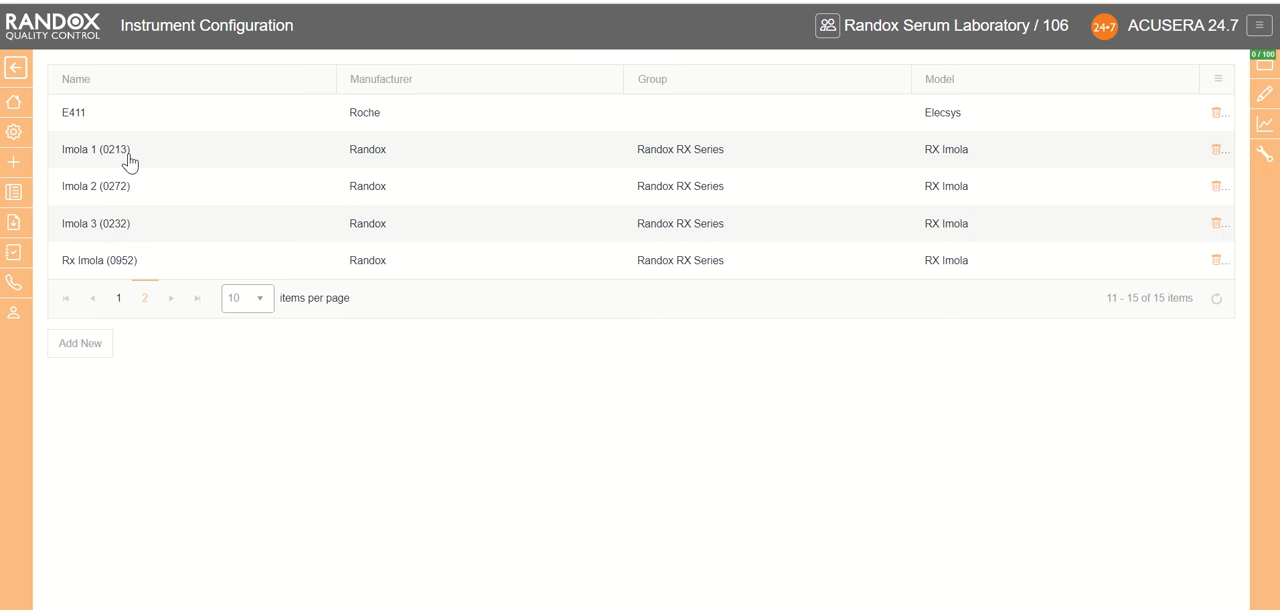 RANDOX
QUALITY CONTROL
Instrument Configuration
Randox Serum Laboratory / 106
24•7
ACUSERA 24.7
0 / 100
Name Manufacturer Group Model
E411 Roche Elecsys
Imola 1 (0213) Randox Randox RX Series RX Imola
Imola 2 (0272) Randox Randox RX Series RX Imola
Imola 3 (0232) Randox Randox RX Series RX Imola
Rx Imola (0952) Randox Randox RX Series RX Imola
1 2 10 items per page 11 - 15 of 15 items
Add New